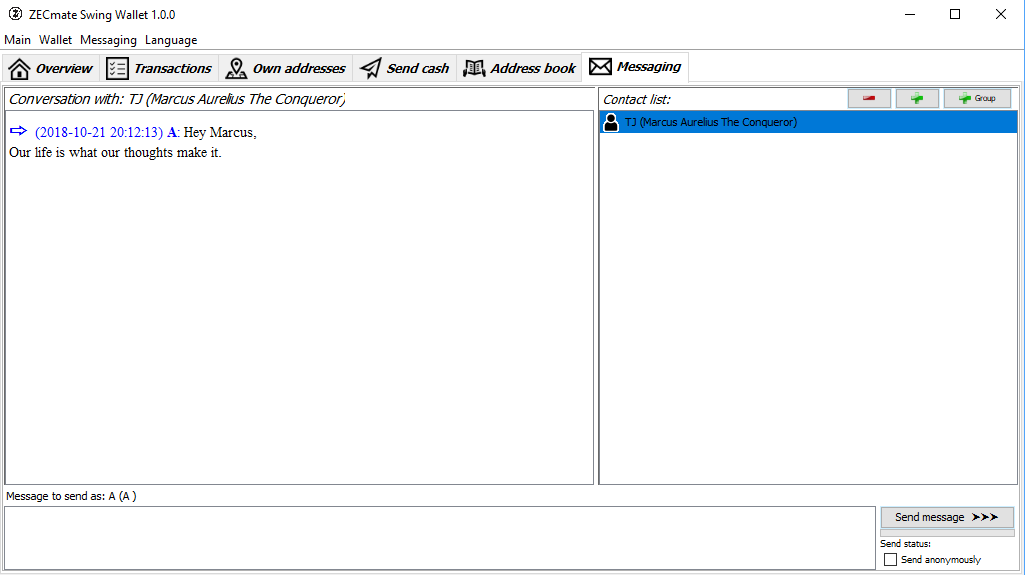 ZECmate Swing Wallet 1.0.0
Main Wallet Messaging Language
Overview Transactions Own addresses Send cash Address book Messaging
Conversation with: TJ (Marcus Aurelius The Conqueror)
Contact list: Group
(2018-10-21 20:12:13) A: Hey Marcus,
Our life is what our thoughts make it.
TJ (Marcus Aurelius The Conqueror)
Message to send as: A (A )
Send message
Send status:
Send anonymously